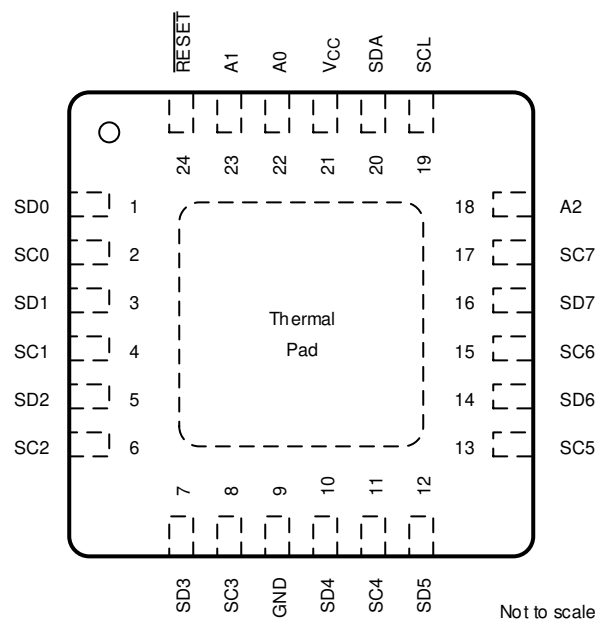 RESET A1 A0 VCC SDA SCL
24 23 22 21 20 19
SD0 1 18 A2
SC0 2 17 SC7
SD1 3 16 SD7
SC1 4 15 SC6
SD2 5 14 SD6
SC2 6 13 SC5
Thermal
Pad
7 8 9 10 11 12
SD3 SC3 GND SD4 SC4 SD5
Not to scale